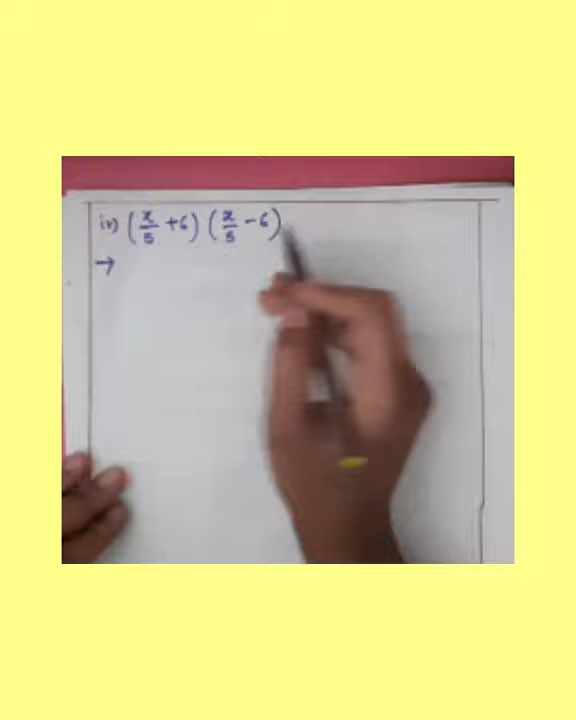 iv) (x/5 +6) (x/5 -6)
→